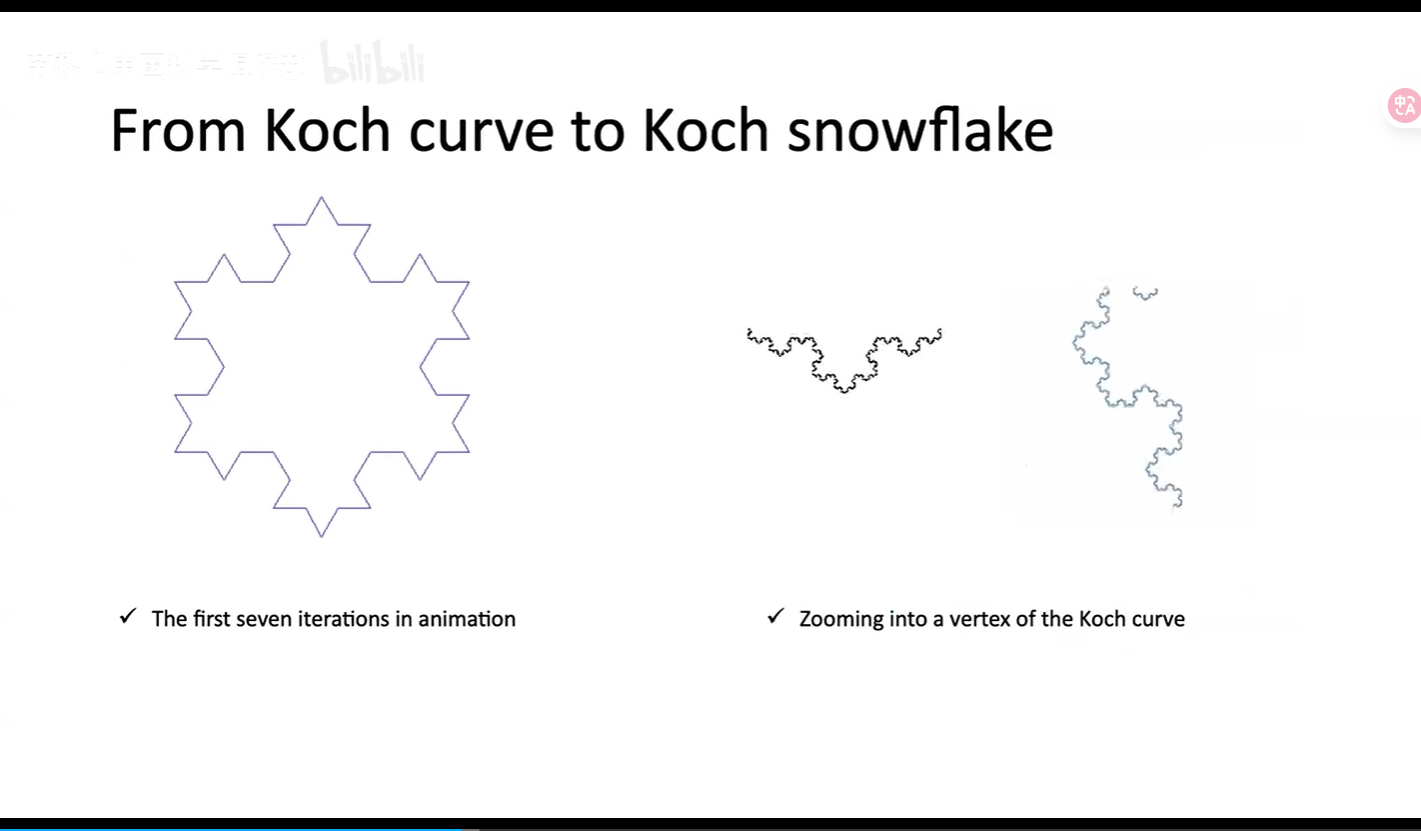 bilibili
From Koch curve to Koch snowflake
✓ The first seven iterations in animation
✓ Zooming into a vertex of the Koch curve